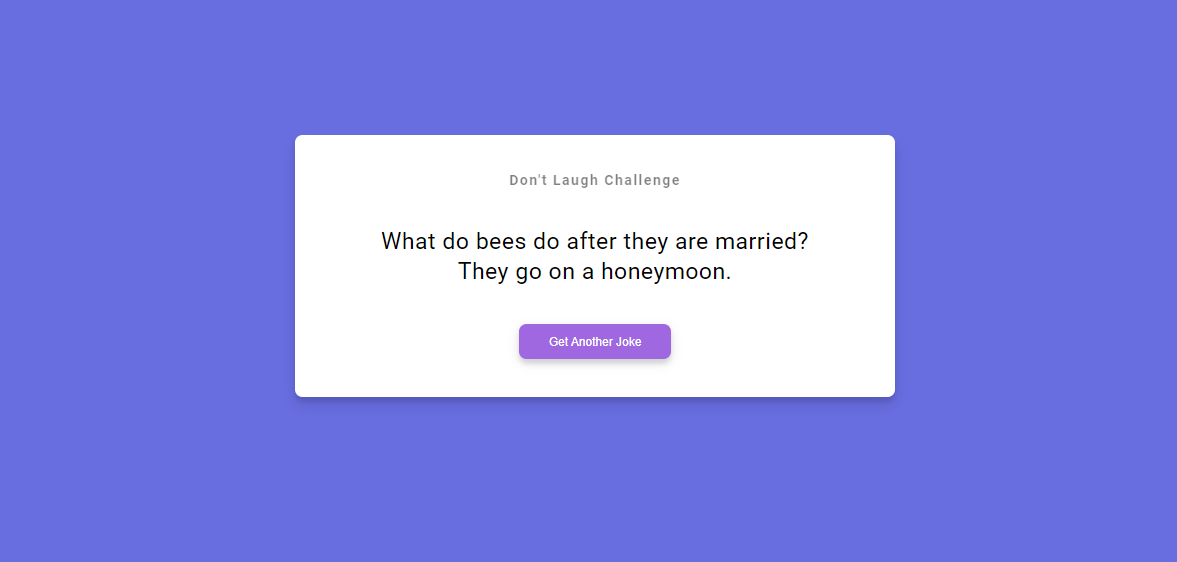 Don't Laugh Challenge
What do bees do after they are married?
They go on a honeymoon.
Get Another Joke